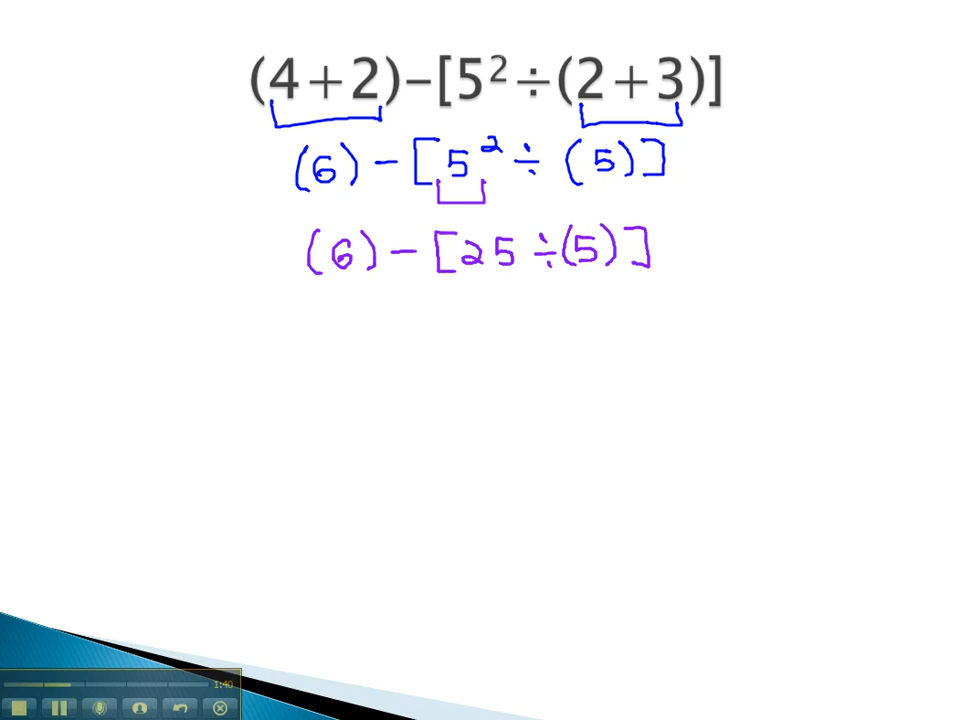 (4+2)–[5²÷(2+3)]
(6) – [5² ÷ (5)]
(6) – [25 ÷(5)]
1:40